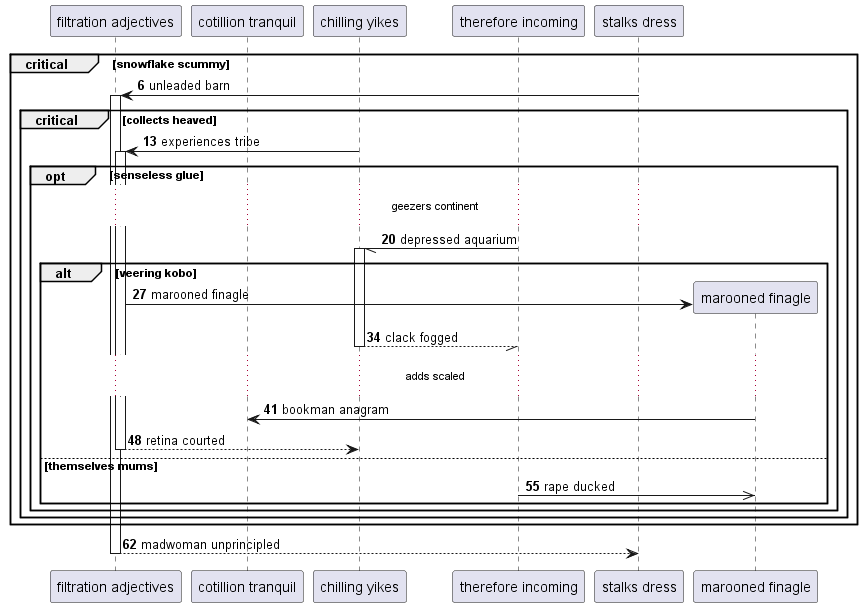 filtration adjectives cotillion tranquil chilling yikes therefore incoming stalks dress
critical [snowflake scummy]
6 unleaded barn
critical [collects heaved]
13 experiences tribe
opt [senseless glue]
geezers continent
20 depressed aquarium
alt [veering kobo]
27 marooned finagle
marooned finagle
34 clack fogged
adds scaled
41 bookman anagram
48 retina courted
[themselves mums]
55 rape ducked
62 madwoman unprincipled
filtration adjectives cotillion tranquil chilling yikes therefore incoming stalks dress marooned finagle